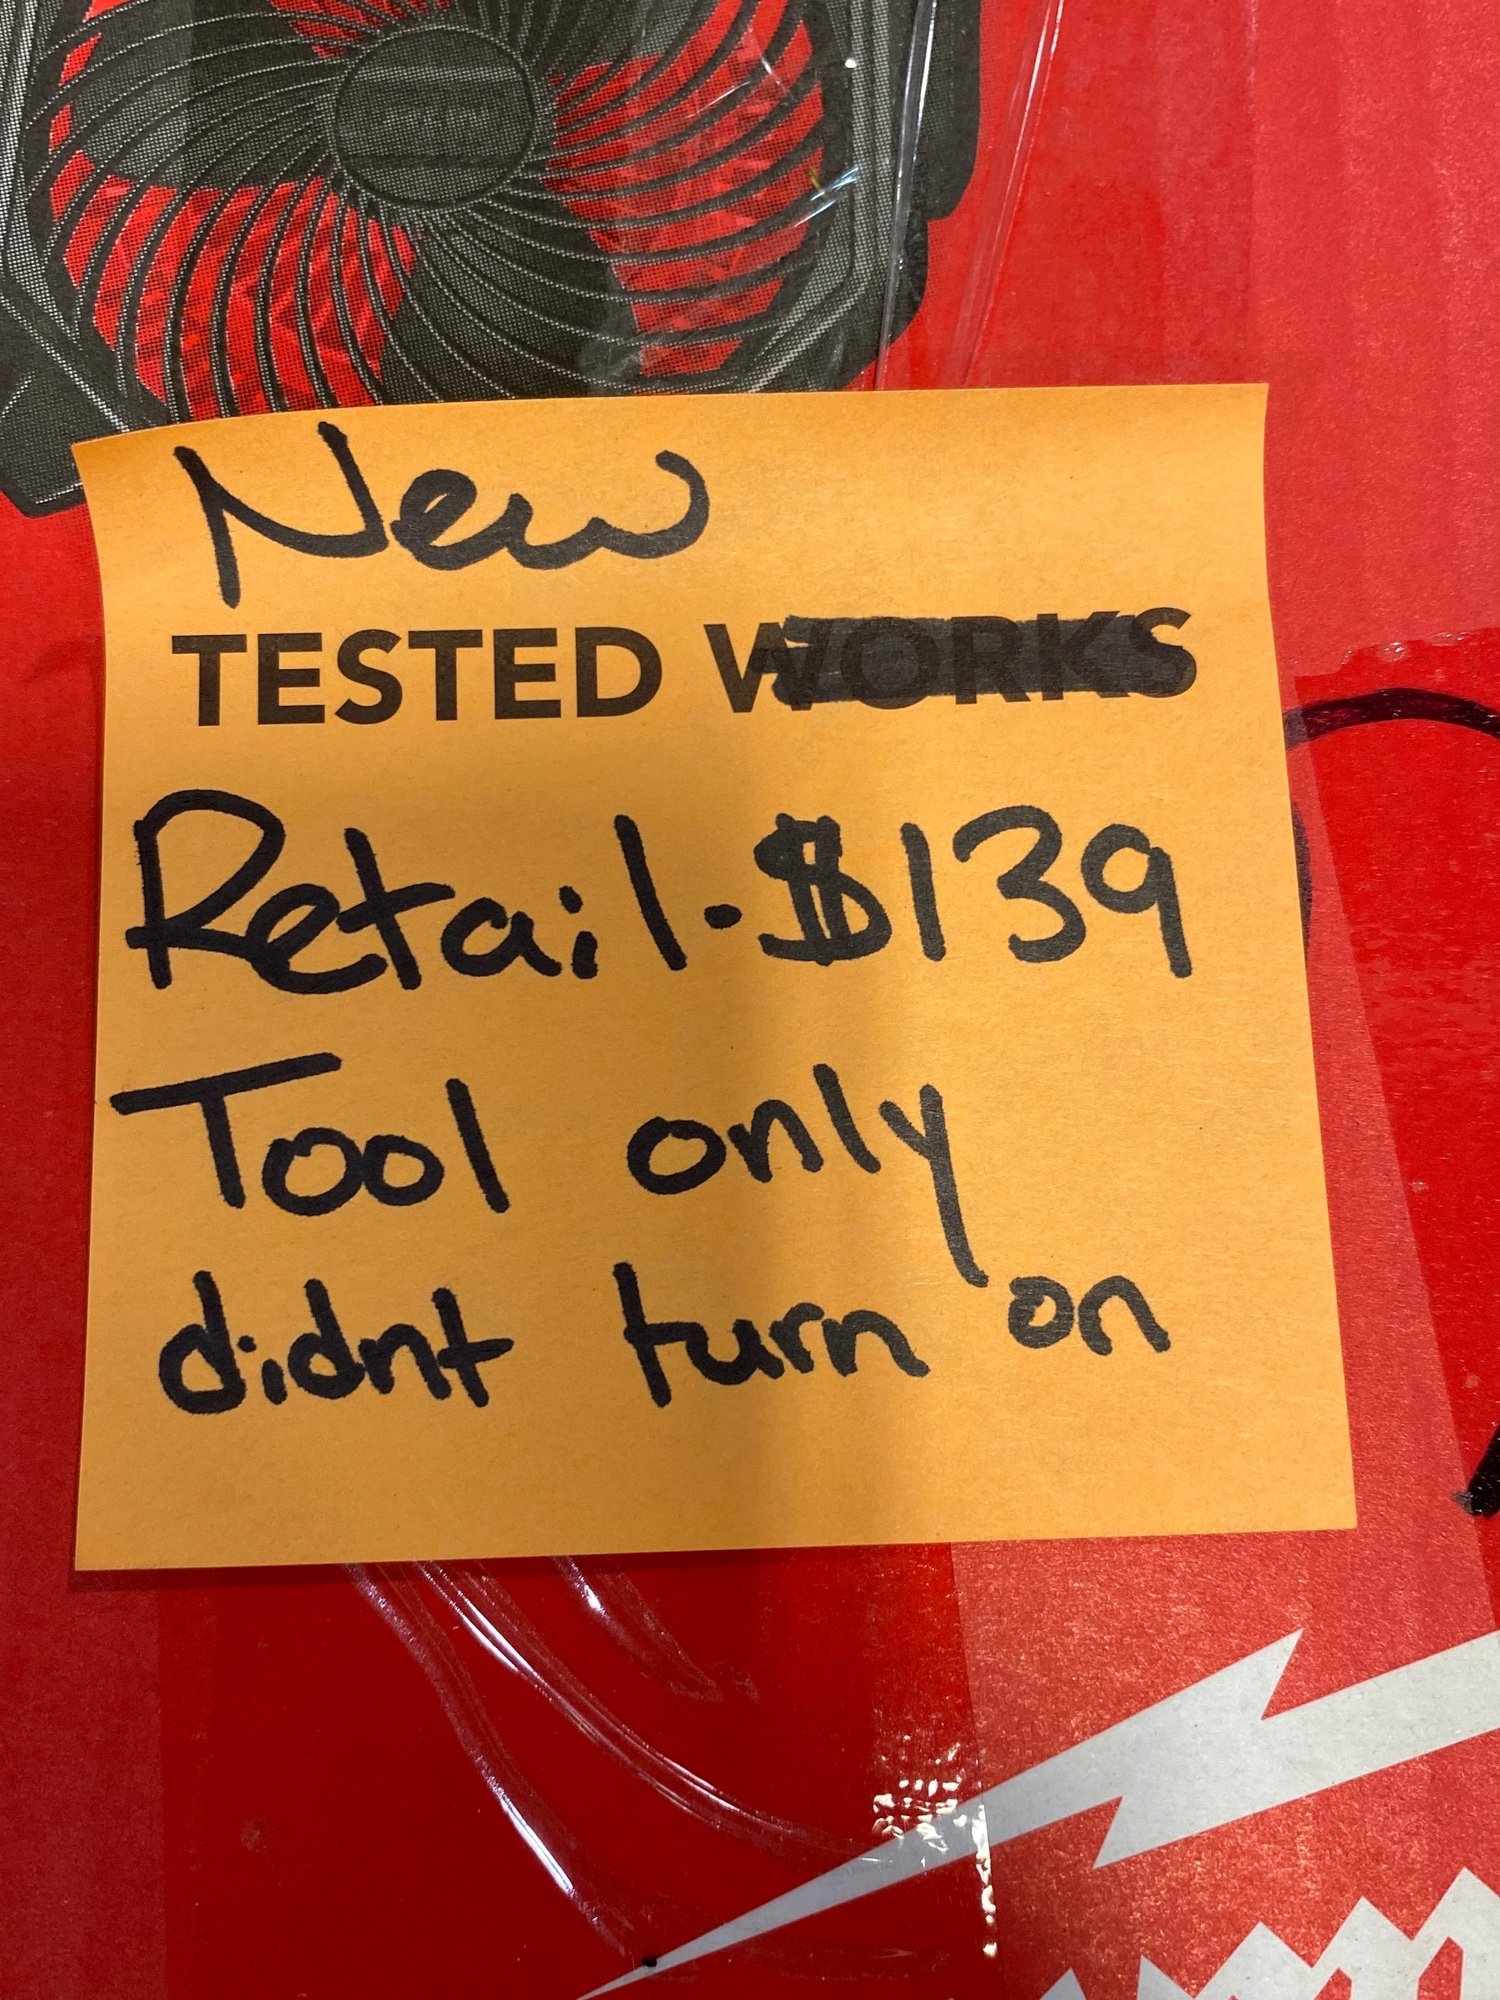 New
TESTED WORKS
Retail-$139
Tool only
didnt turn on